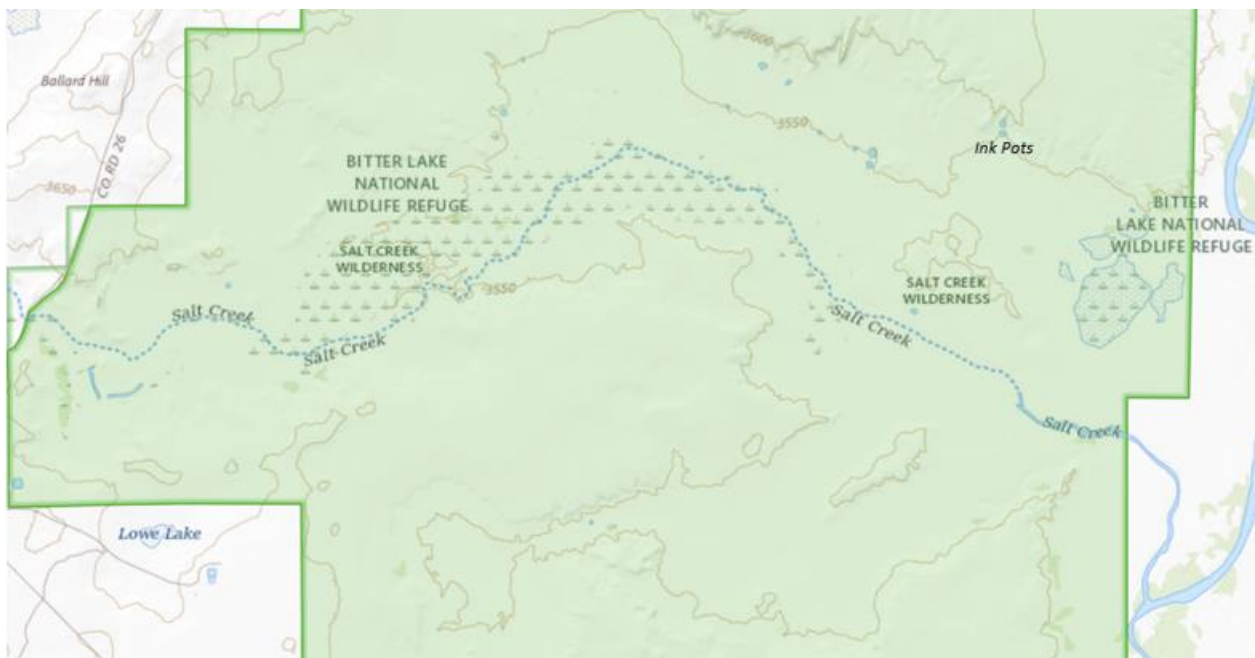 3600
Ballard Hill
3550
CO RD 26
Ink Pots
BITTER LAKE
NATIONAL
WILDLIFE REFUGE
3650
BITTER
LAKE NATIONAL
WILDLIFE REFUGE
SALT CREEK
WILDERNESS
SALT CREEK
WILDERNESS
3550
Salt Creek
Salt Creek
Salt Creek
Salt Creek
Lowe Lake